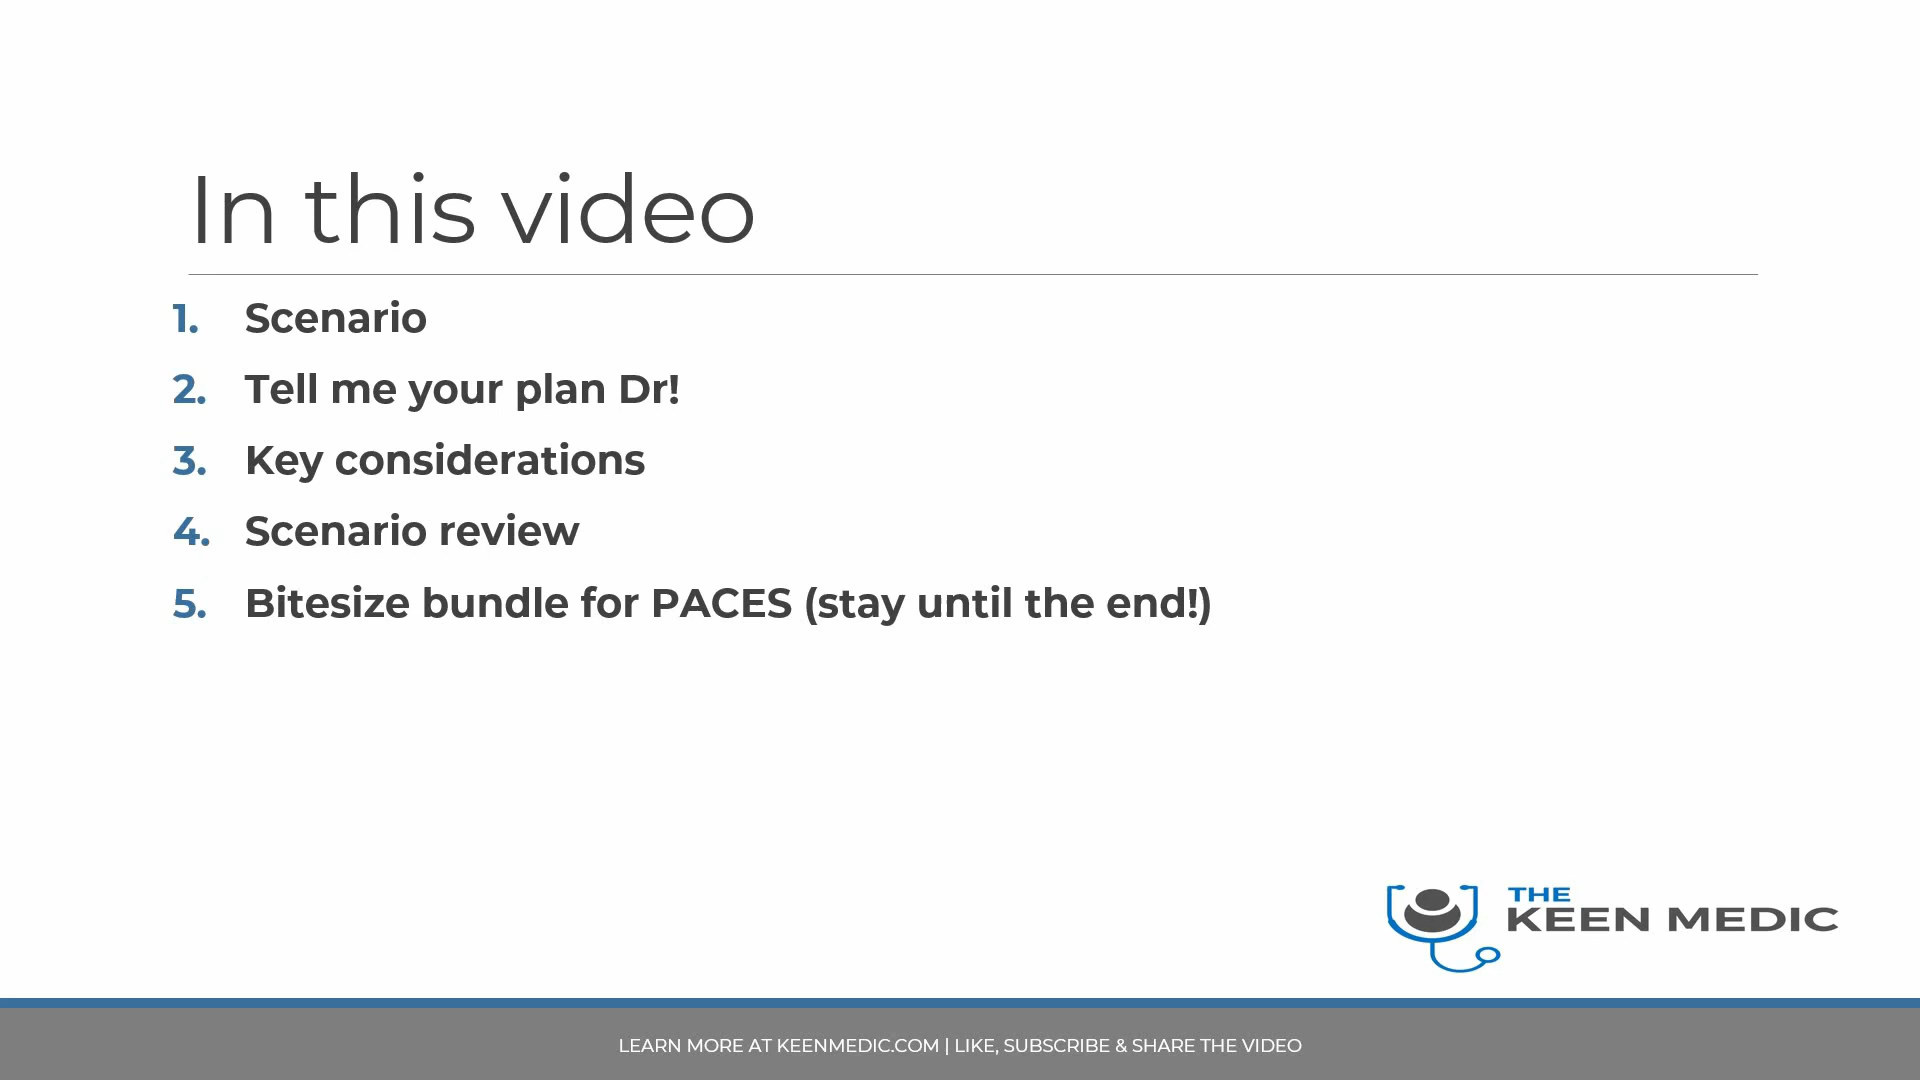 In this video
1. Scenario
2. Tell me your plan Dr!
3. Key considerations
4. Scenario review
5. Bitesize bundle for PACES (stay until the end!)
THE
KEEN MEDIC
LEARN MORE AT KEENMEDIC.COM | LIKE, SUBSCRIBE & SHARE THE VIDEO